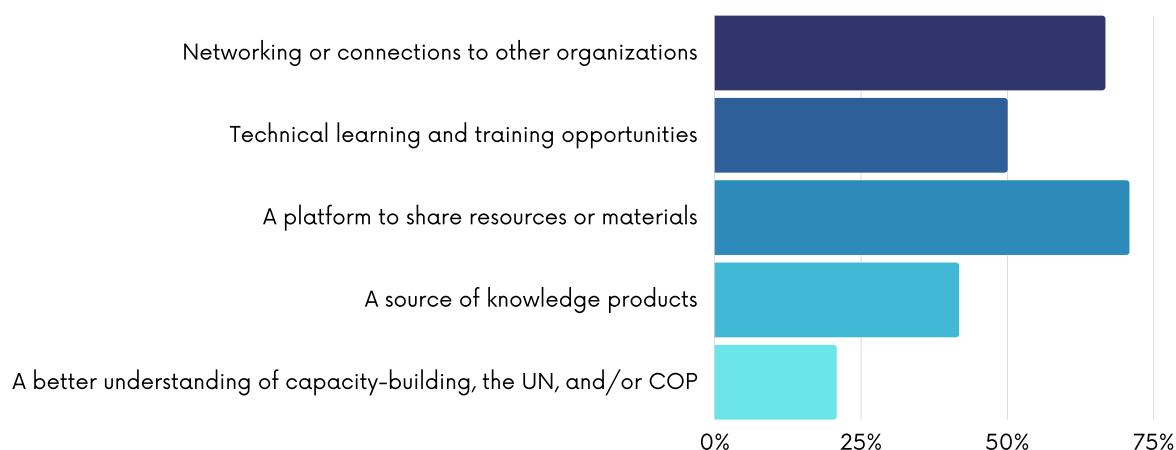 Networking or connections to other organizations
Technical learning and training opportunities
A platform to share resources or materials
A source of knowledge products
A better understanding of capacity-building, the UN, and/or COP
0% 25% 50% 75%